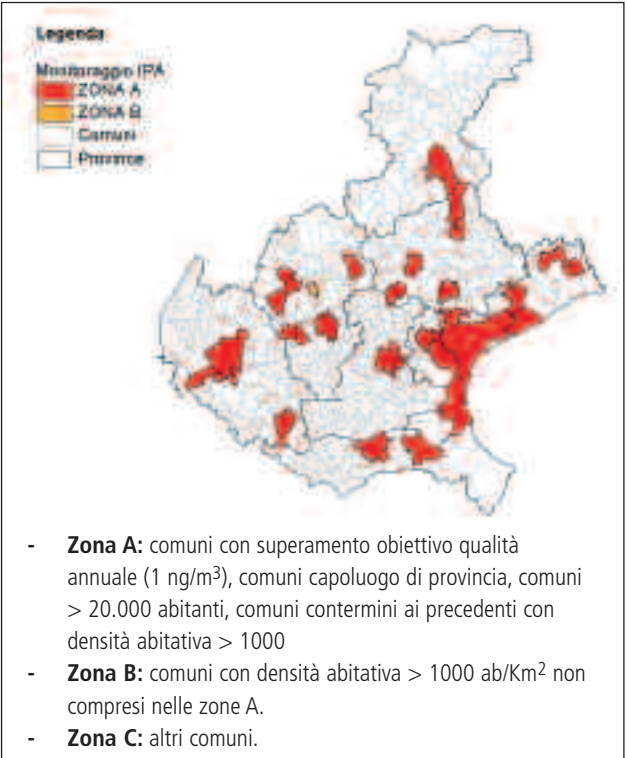 Legenda
Monitoraggio IPA
ZONA A
ZONA B
Comuni
Province
- Zona A: comuni con superamento obiettivo qualità
annuale (1 ng/m³), comuni capoluogo di provincia, comuni
> 20.000 abitanti, comuni contermini ai precedenti con
densità abitativa > 1000
- Zona B: comuni con densità abitativa > 1000 ab/Km² non
compresi nelle zone A.
- Zona C: altri comuni.